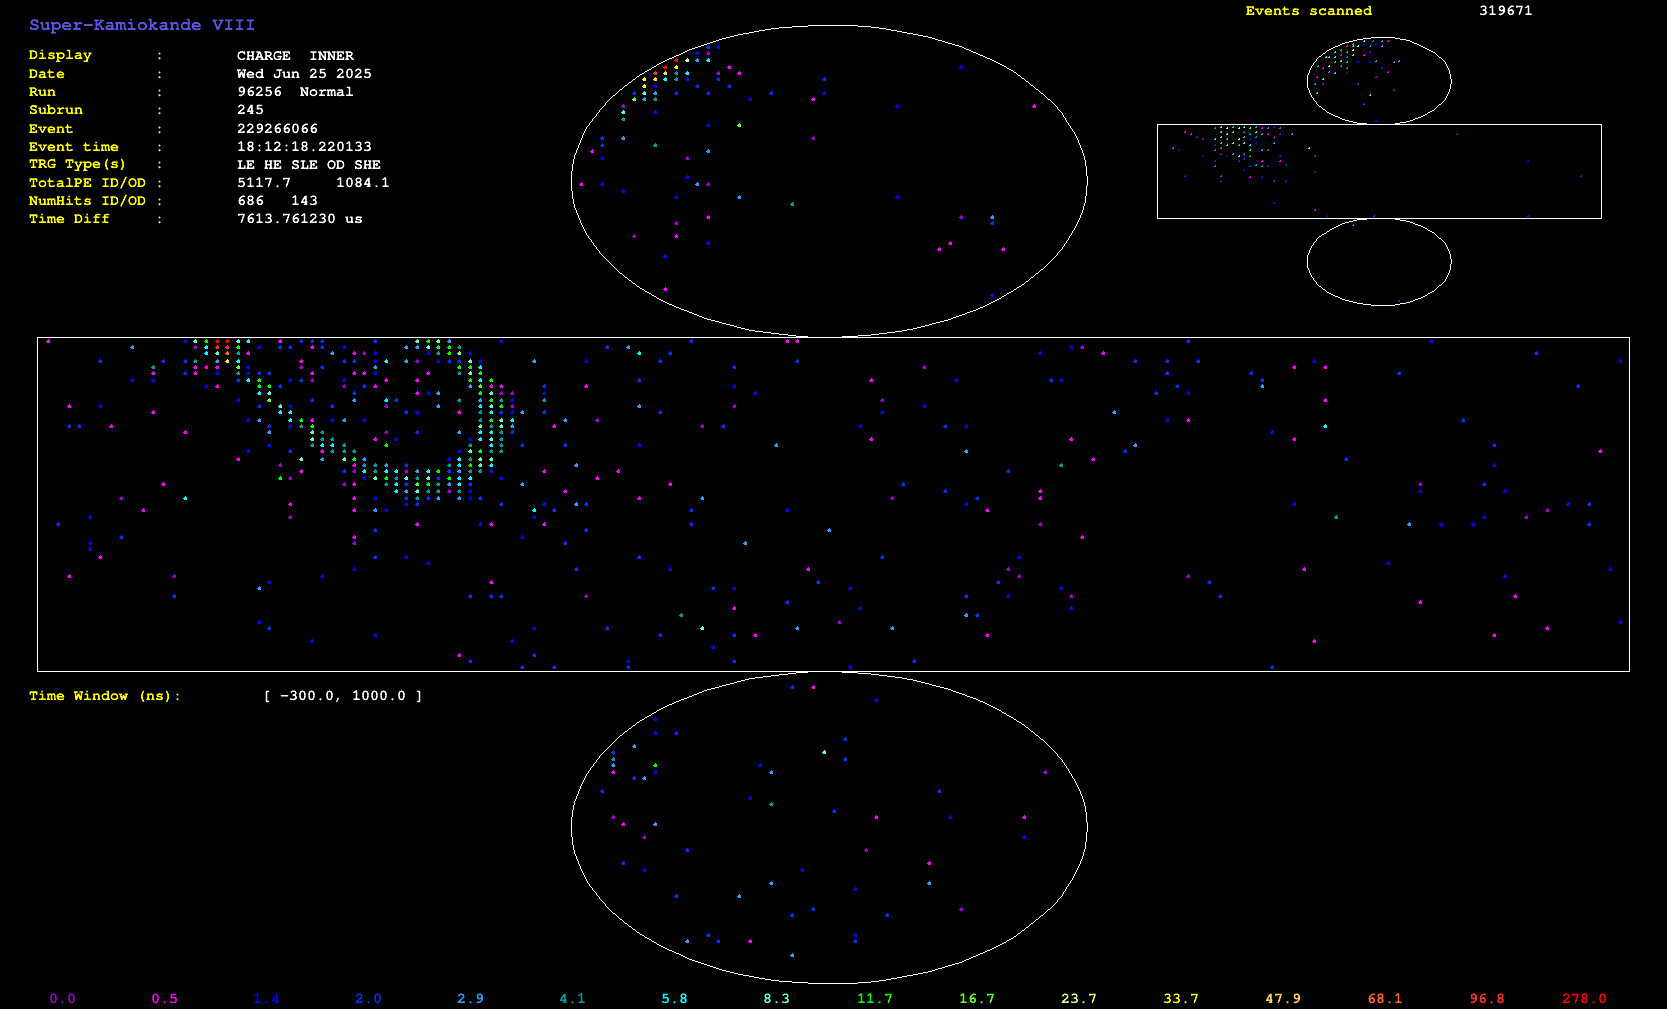 Super-Kamiokande VIII
Events scanned 319671
Display : CHARGE INNER
Date : Wed Jun 25 2025
Run : 96256 Normal
Subrun : 245
Event : 229266066
Event time : 18:12:18.220133
TRG Type(s) : LE HE SLE OD SHE
TotalPE ID/OD : 5117.7 1084.1
NumHits ID/OD : 686 143
Time Diff : 7613.761230 us
Time Window (ns): [ -300.0, 1000.0 ]
0.0 0.5 1.4 2.0 2.9 4.1 5.8 8.3 11.7 16.7 23.7 33.7 47.9 68.1 96.8 278.0